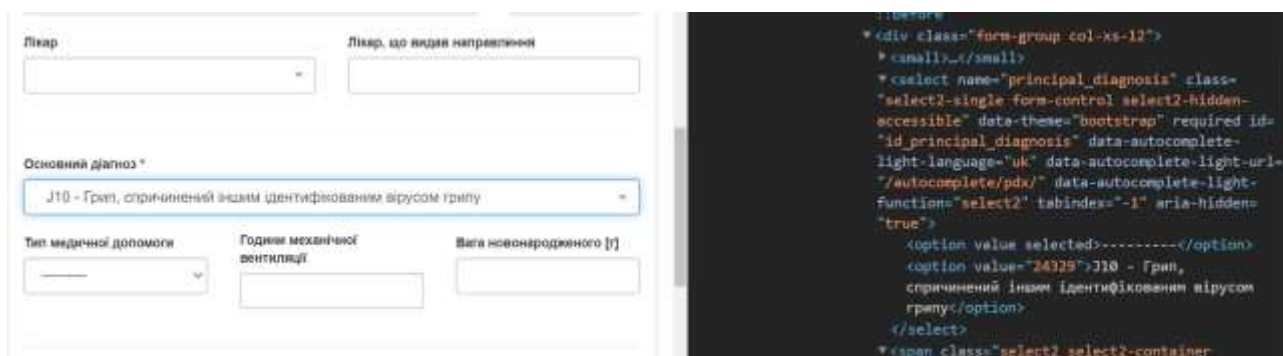 Лікар
Лікар, що видав направлення
Основний діагноз *
J10 - Грип, спричинений іншим ідентифікованим вірусом грипу
Тип медичної допомоги
Години механічної
вентиляції
Вага новонародженого [г]
---------
::before
<div class="form-group col-xs-12">
<small>…</small>
<select name="principal_diagnosis" class=
"select2-single form-control select2-hidden-
accessible" data-theme="bootstrap" required id=
"id_principal_diagnosis" data-autocomplete-
light-language="uk" data-autocomplete-light-url=
"/autocomplete/pdx/" data-autocomplete-light-
function="select2" tabindex="-1" aria-hidden=
"true">
<option value selected>---------</option>
<option value="24329">J10 - Грип,
спричинений іншим ідентифікованим вірусом
грипу</option>
</select>
<span class="select2 select2-container